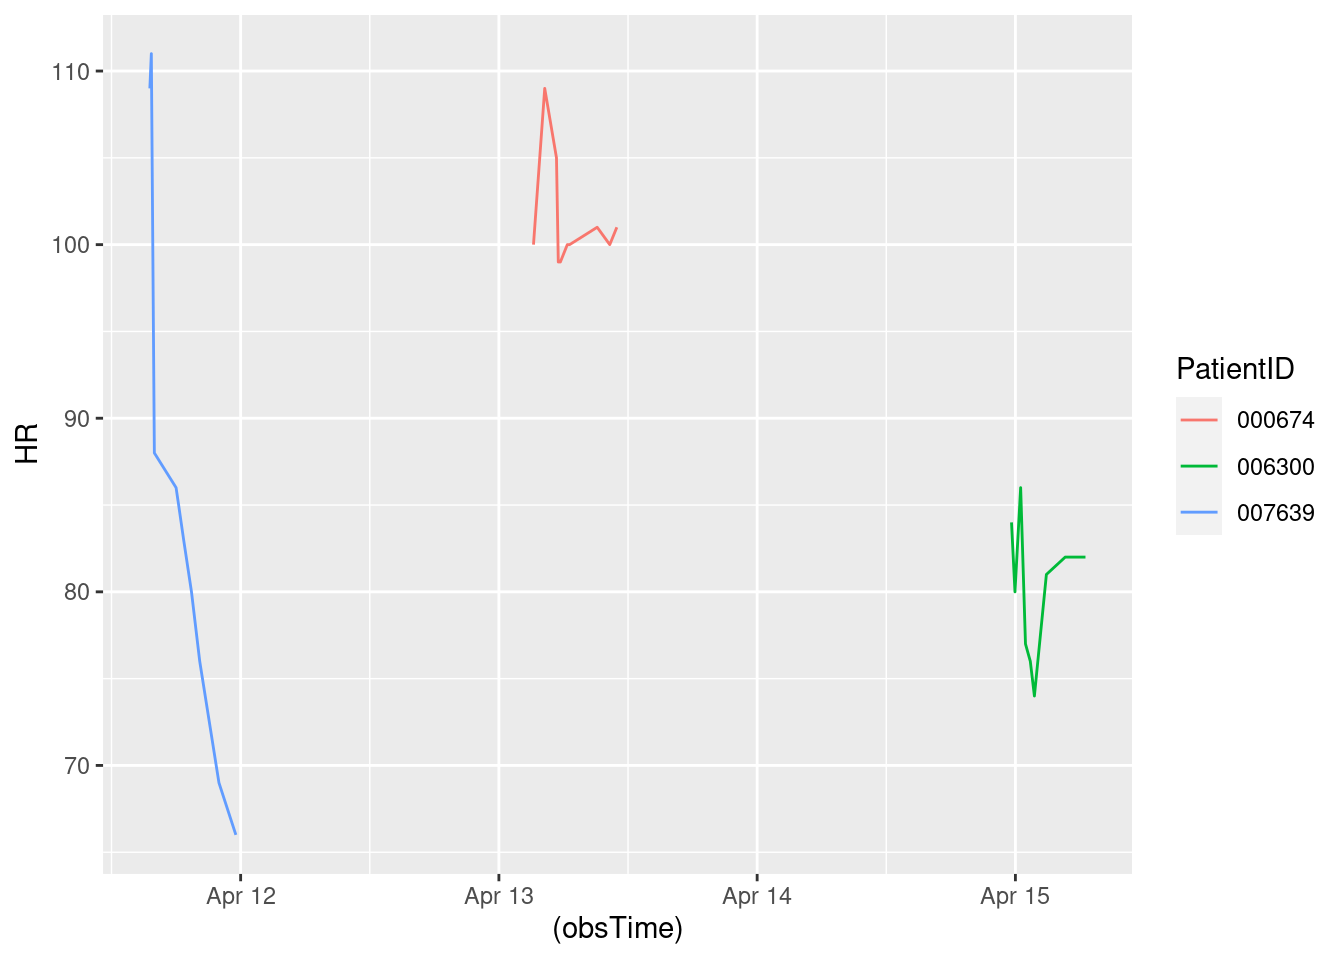 110
100
90
80
70
HR
Apr 12
Apr 13
Apr 14
Apr 15
(obsTime)
PatientID
000674
006300
007639